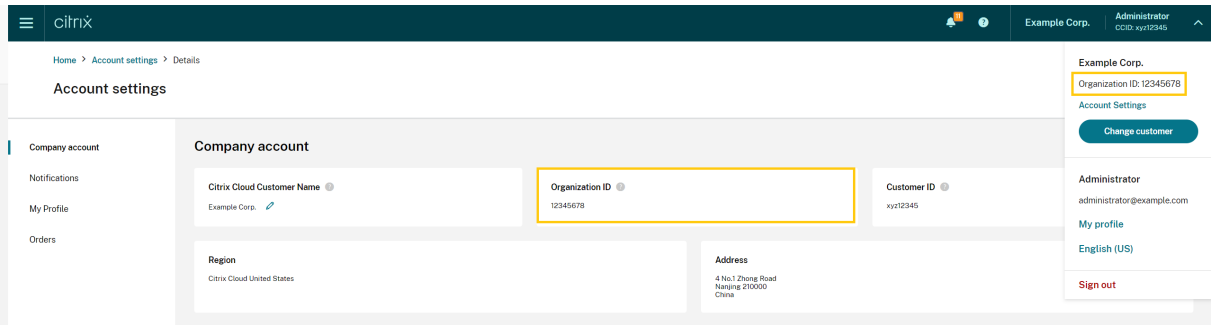 citrix
11
?
Example Corp.
Administrator
CCID: xyz12345
Home > Account settings > Details
Account settings
Example Corp.
Organization ID: 12345678
Account Settings
Change customer
Administrator
administrator@example.com
My profile
English (US)
Sign out
Company account
Notifications
My Profile
Orders
Company account
Citrix Cloud Customer Name ?
Example Corp.
Organization ID ?
12345678
Customer ID ?
xyz12345
Region
Citrix Cloud United States
Address
4 No.1 Zhong Road
Nanjing 210000
China